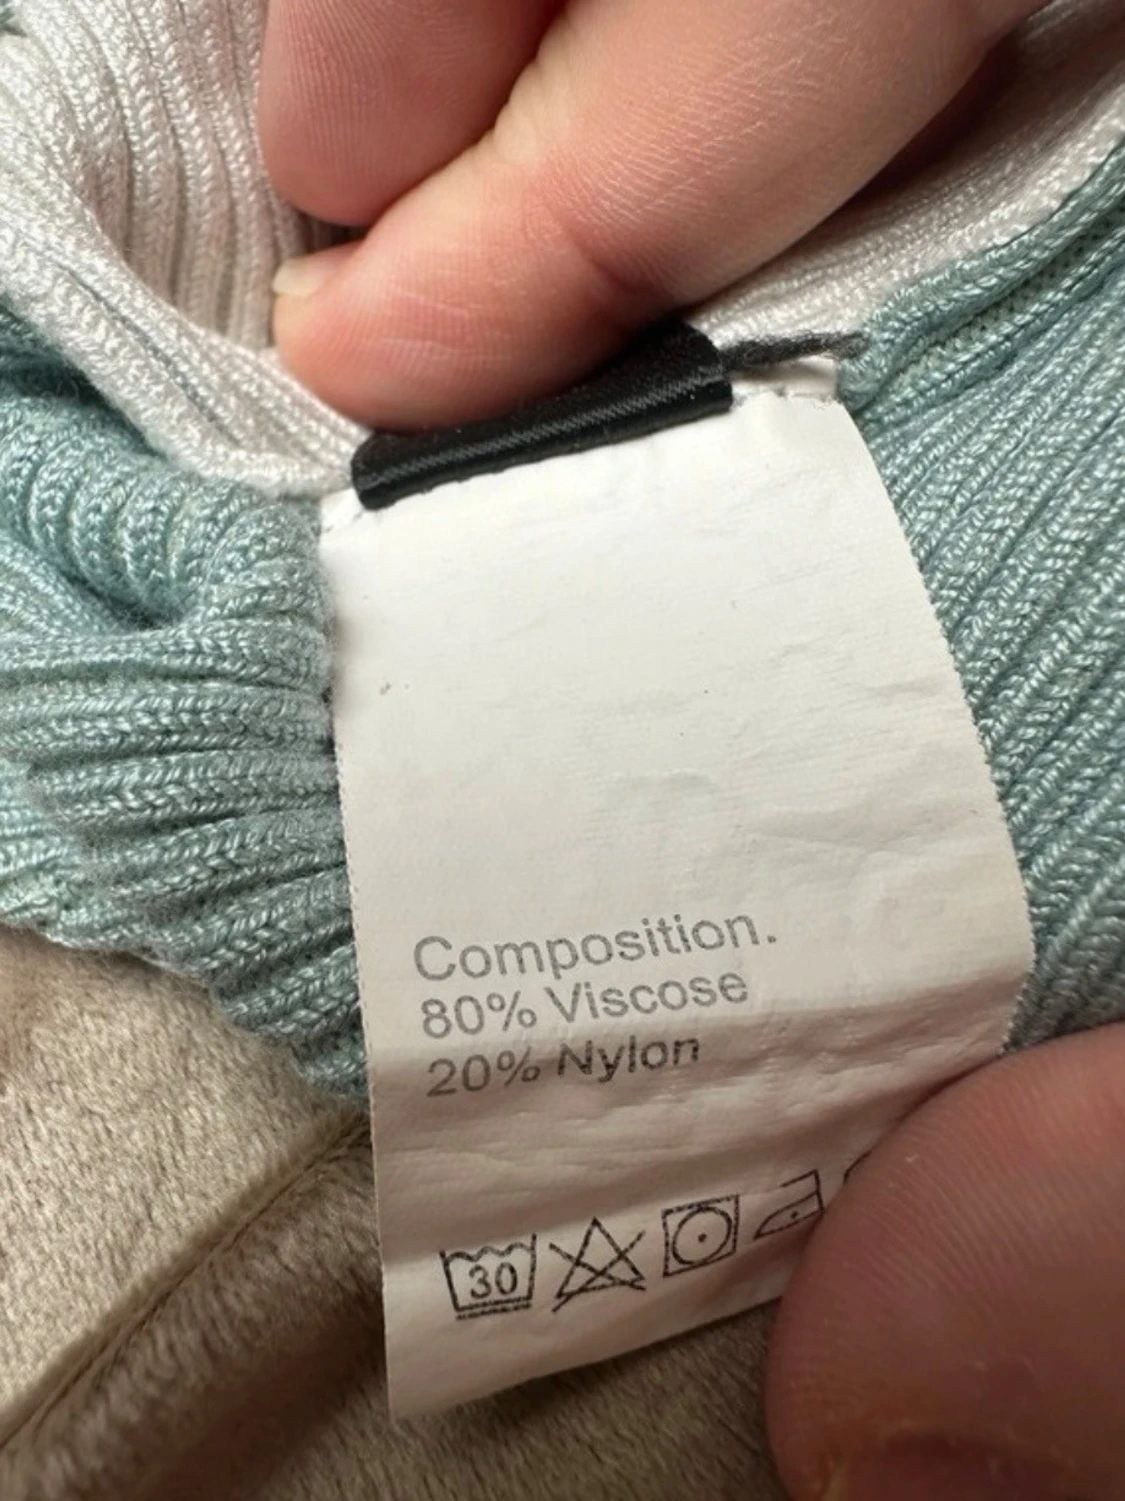 Composition.
80% Viscose
20% Nylon
30